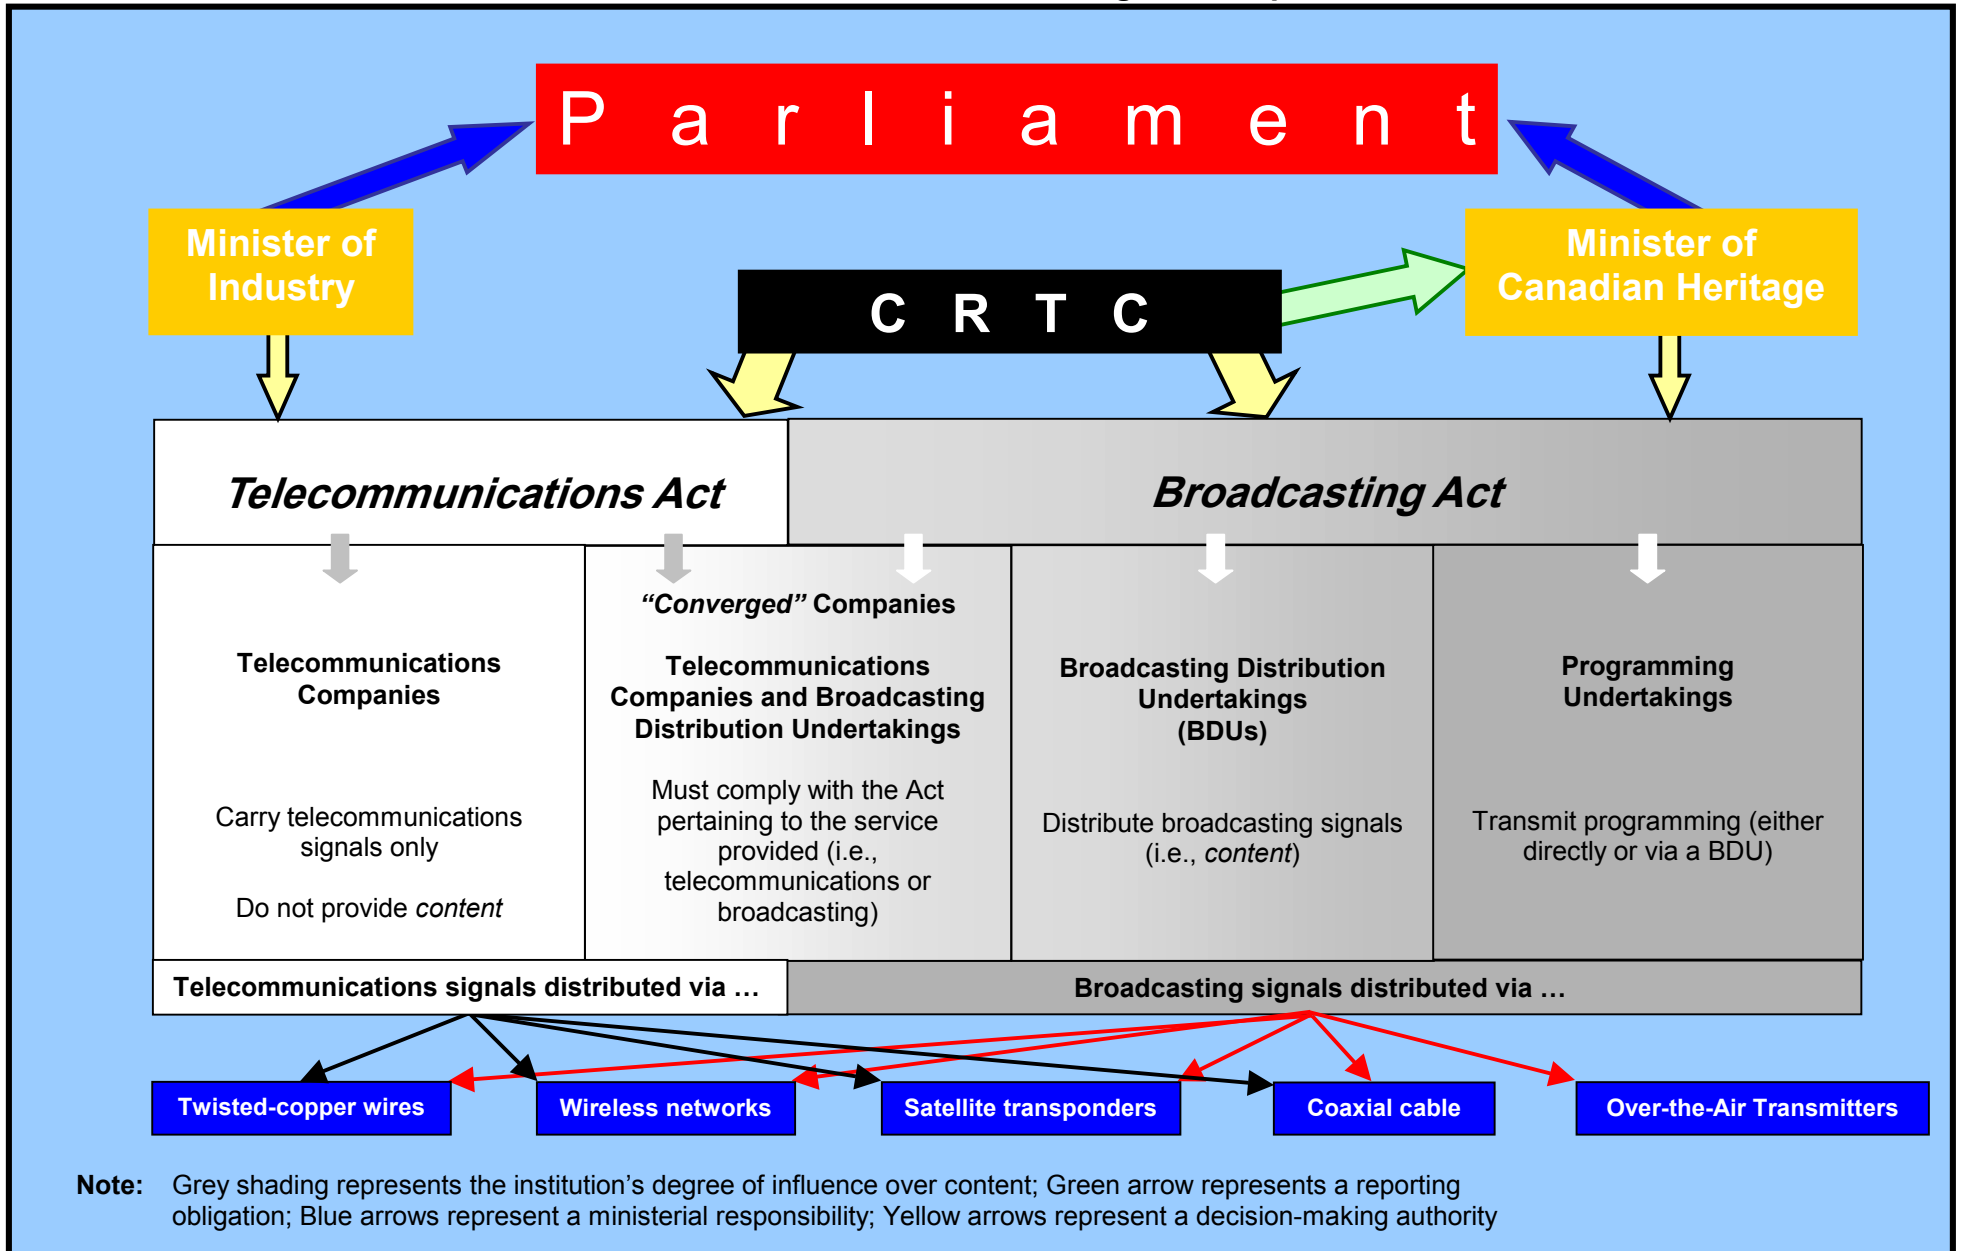 Parliament
Minister of
Industry
Minister of
Canadian Heritage
CRTC
Telecommunications Act
Broadcasting Act
Telecommunications
Companies
Carry telecommunications
signals only
Do not provide content
“Converged” Companies
Telecommunications
Companies and Broadcasting
Distribution Undertakings
Must comply with the Act
pertaining to the service
provided (i.e.,
telecommunications or
broadcasting)
Broadcasting Distribution
Undertakings
(BDUs)
Distribute broadcasting signals
(i.e., content)
Programming
Undertakings
Transmit programming (either
directly or via a BDU)
Telecommunications signals distributed via …
Broadcasting signals distributed via …
Twisted-copper wires
Wireless networks
Satellite transponders
Coaxial cable
Over-the-Air Transmitters
Note: Grey shading represents the institution’s degree of influence over content; Green arrow represents a reporting
obligation; Blue arrows represent a ministerial responsibility; Yellow arrows represent a decision-making authority